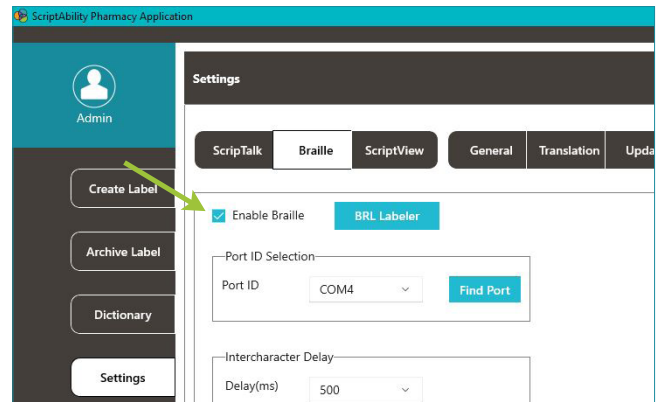 ScriptAbility Pharmacy Application
Settings
Admin
ScripTalk Braille ScriptView General Translation
Create Label
Enable Braille BRL Labeler
Archive Label
Port ID Selection
Port ID COM4 Find Port
Dictionary
Intercharacter Delay
Settings
Delay(ms) 500